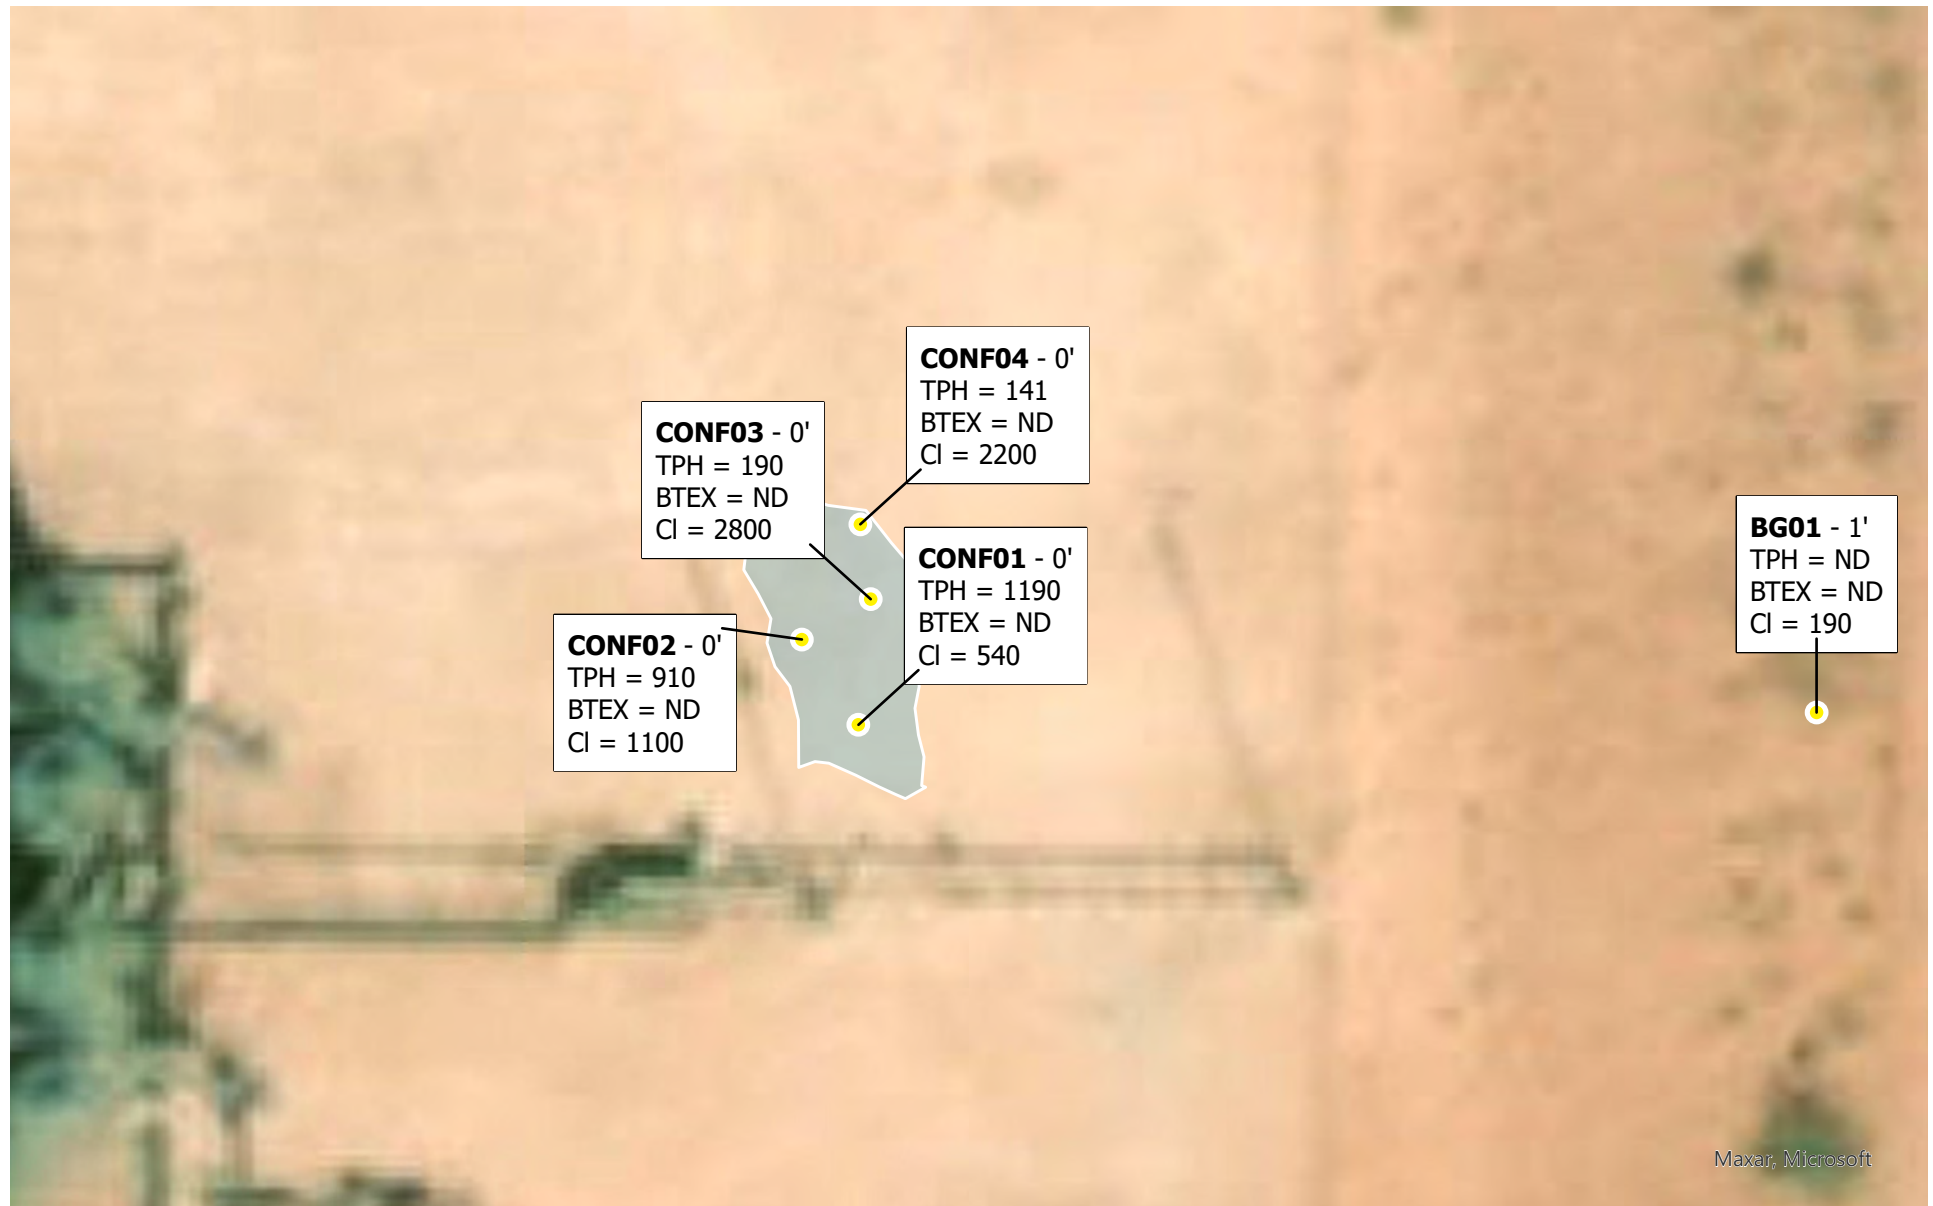 CONF04 - 0'
TPH = 141
BTEX = ND
Cl = 2200
CONF03 - 0'
TPH = 190
BTEX = ND
Cl = 2800
CONF01 - 0'
TPH = 1190
BTEX = ND
Cl = 540
CONF02 - 0'
TPH = 910
BTEX = ND
Cl = 1100
BG01 - 1'
TPH = ND
BTEX = ND
Cl = 190
Maxar, Microsoft